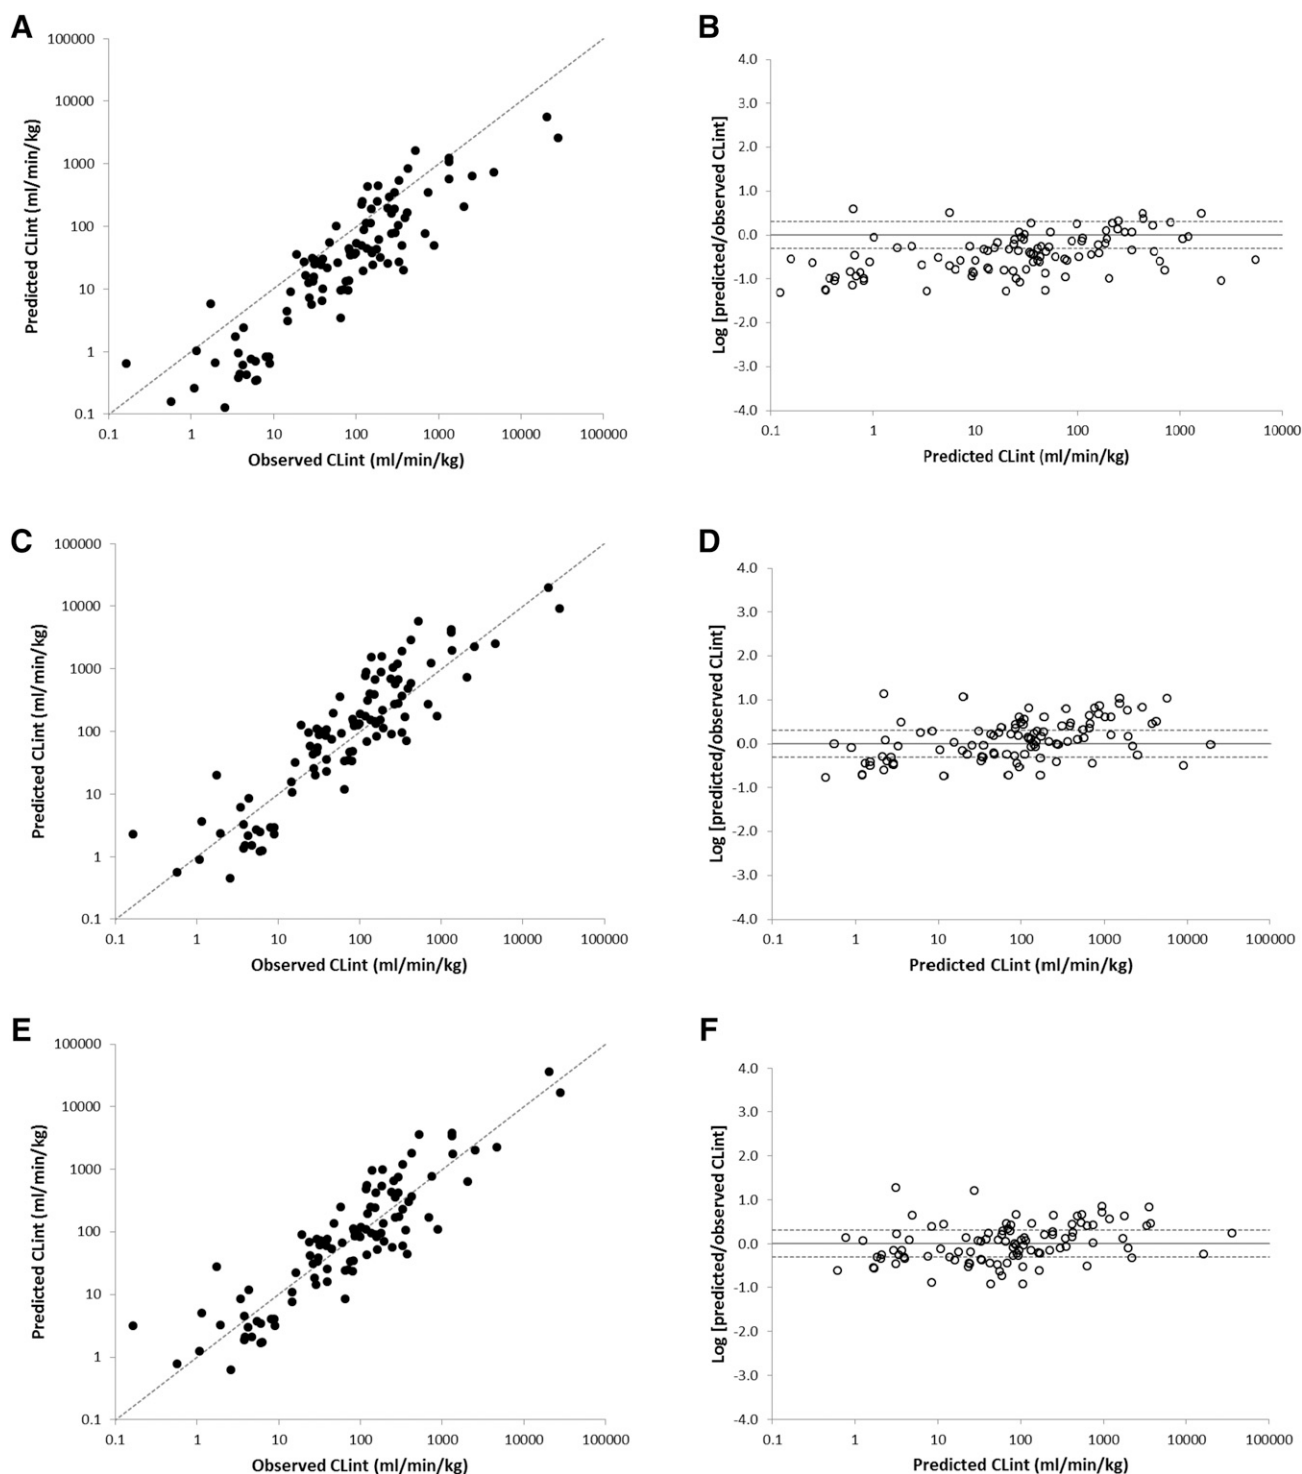 A
100000
10000
1000
100
10
1
0.1
Predicted CLint (ml/min/kg)
0.1 1 10 100 1000 10000 100000
Observed CLint (ml/min/kg)
B
4.0
3.0
2.0
1.0
0.0
-1.0
-2.0
-3.0
-4.0
Log [predicted/observed CLint]
0.1 1 10 100 1000 10000
Predicted CLint (ml/min/kg)
C
100000
10000
1000
100
10
1
0.1
Predicted CLint (ml/min/kg)
0.1 1 10 100 1000 10000 100000
Observed CLint (ml/min/kg)
D
4.0
3.0
2.0
1.0
0.0
-1.0
-2.0
-3.0
-4.0
Log [predicted/observed CLint]
0.1 1 10 100 1000 10000 100000
Predicted CLint (ml/min/kg)
E
100000
10000
1000
100
10
1
0.1
Predicted CLint (ml/min/kg)
0.1 1 10 100 1000 10000 100000
Observed CLint (ml/min/kg)
F
4.0
3.0
2.0
1.0
0.0
-1.0
-2.0
-3.0
-4.0
Log [predicted/observed CLint]
0.1 1 10 100 1000 10000 100000
Predicted CLint (ml/min/kg)